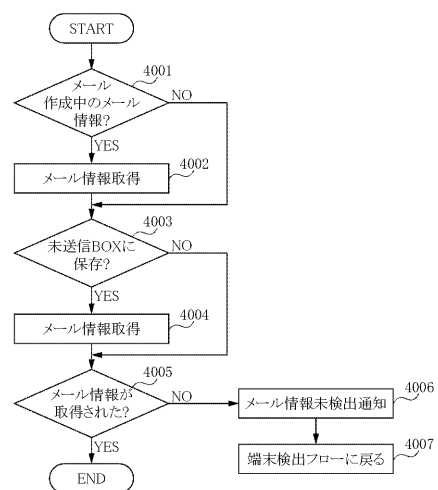 START
4001
メール
作成中のメール
情報?
NO
YES
4002
メール情報取得
4003
未送信BOXに
保存?
NO
YES
4004
メール情報取得
4005
メール情報が
取得された?
NO
YES
4006
メール情報未検出通知
4007
端末検出フローに戻る
END